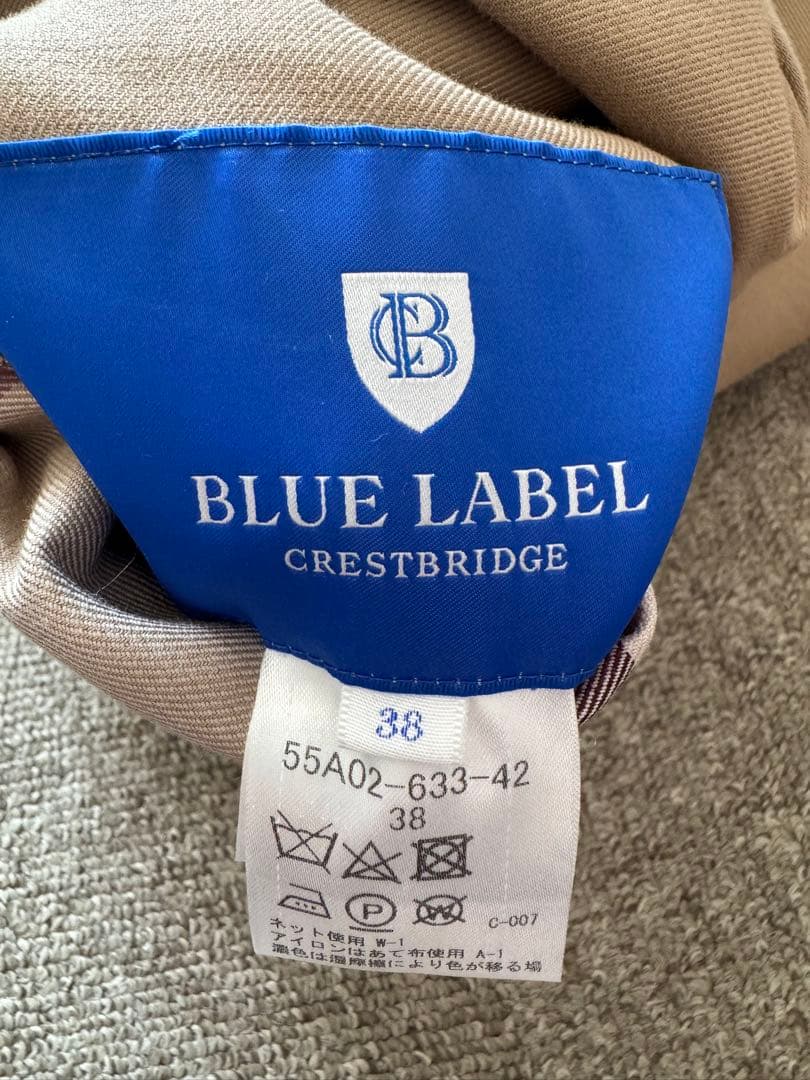 CB
BLUE LABEL
CRESTBRIDGE
38
55A02-633-42
38
P
W
C-007
ネット使用 W-1
アイロンはあて布使用 A-1
濃色は湿摩擦により色が移る場